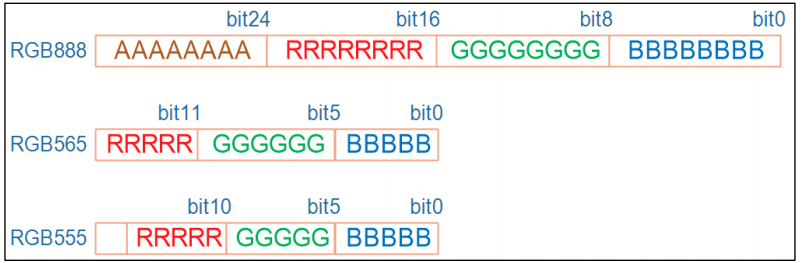 bit24 bit16 bit8 bit0
RGB888 AAAAAAAA RRRRRRRR GGGGGGGG BBBBBBBB
bit11 bit5 bit0
RGB565 RRRRR GGGGGG BBBBB
bit10 bit5 bit0
RGB555 RRRRR GGGGG BBBBB